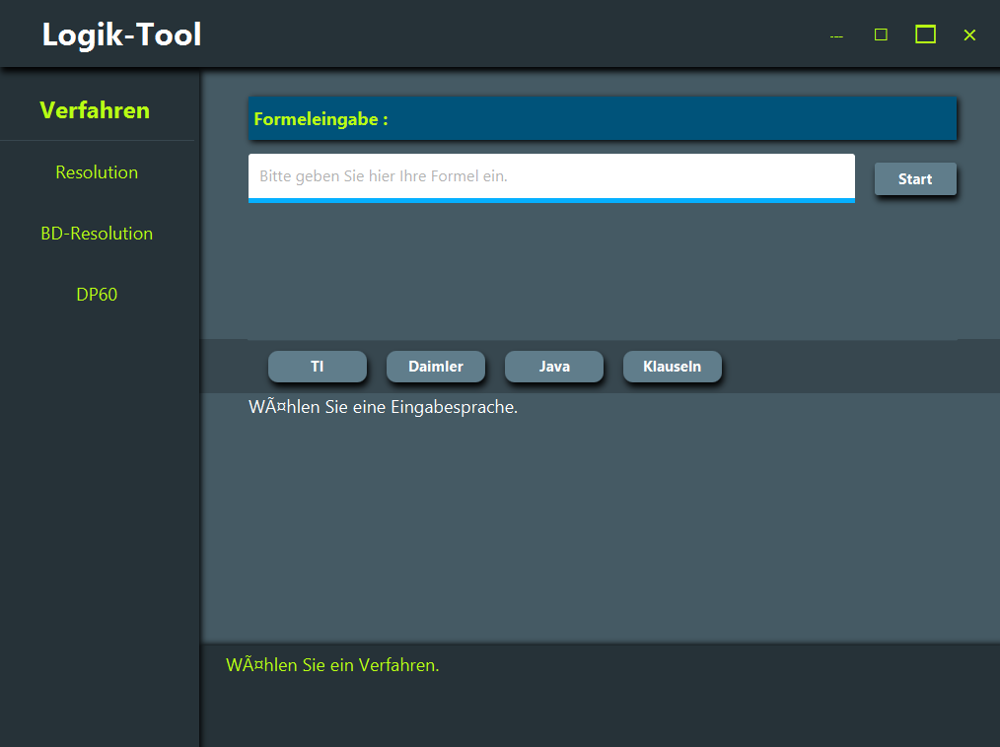 Logik-Tool
Verfahren
Resolution
BD-Resolution
DP60
Formeleingabe :
Bitte geben Sie hier Ihre Formel ein.
Start
TI Daimler Java Klauseln
WÃ¤hlen Sie eine Eingabesprache.
WÃ¤hlen Sie ein Verfahren.